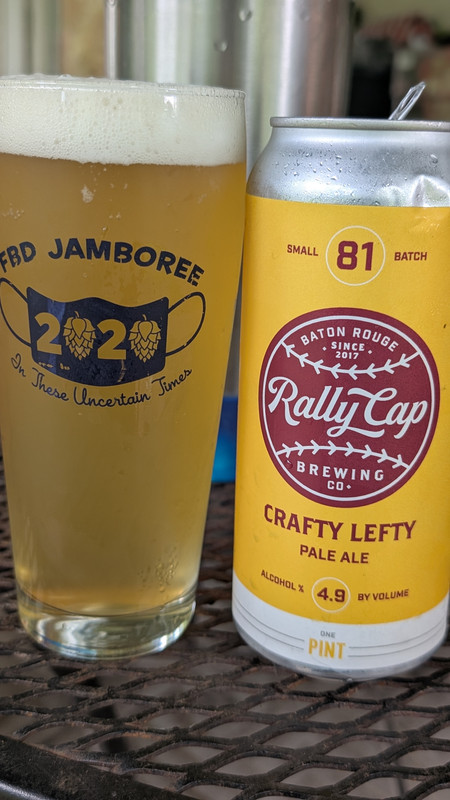 FBD JAMBOREE
2020
In These Uncertain Times
SMALL 81 BATCH
BATON ROUGE
SINCE
2017
Rally Cap
BREWING
CO
CRAFTY LEFTY
PALE ALE
ALCOHOL % 4.9 BY VOLUME
ONE
PINT